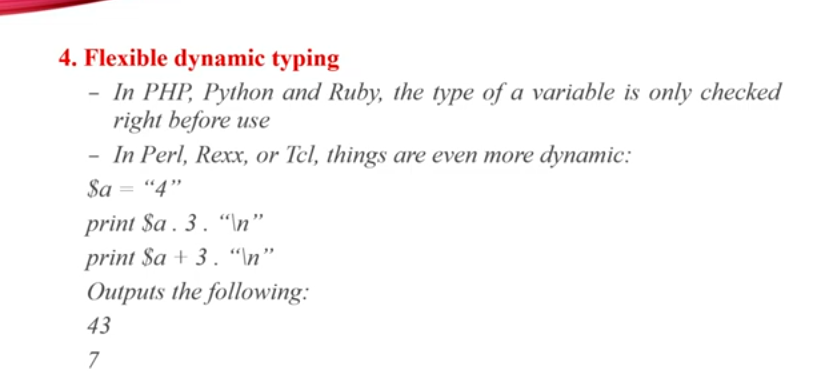 4. Flexible dynamic typing
– In PHP, Python and Ruby, the type of a variable is only checked
right before use
– In Perl, Rexx, or Tcl, things are even more dynamic:
$a = “4”
print $a . 3 . “\n”
print $a + 3 . “\n”
Outputs the following:
43
7